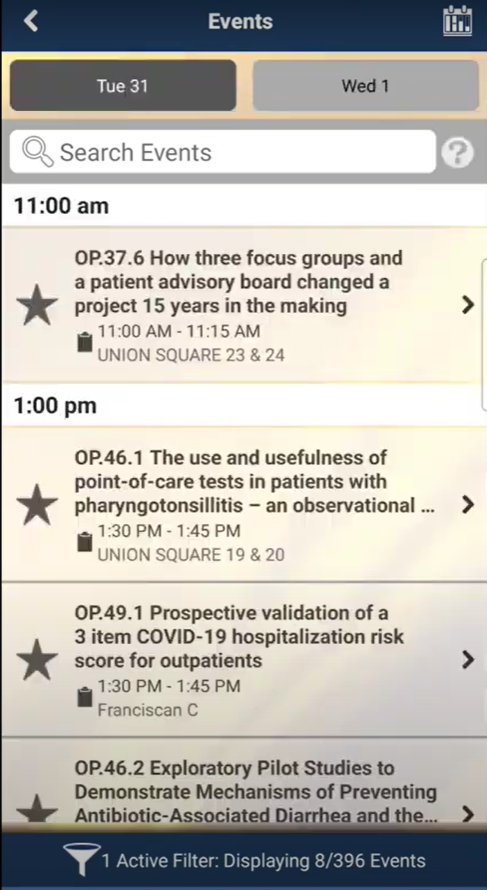 Events
Tue 31
Wed 1
Search Events
?
11:00 am
OP.37.6 How three focus groups and
a patient advisory board changed a
project 15 years in the making
11:00 AM - 11:15 AM
UNION SQUARE 23 & 24
1:00 pm
OP.46.1 The use and usefulness of
point-of-care tests in patients with
pharyngotonsillitis – an observational ...
1:30 PM - 1:45 PM
UNION SQUARE 19 & 20
OP.49.1 Prospective validation of a
3 item COVID-19 hospitalization risk
score for outpatients
1:30 PM - 1:45 PM
Franciscan C
OP.46.2 Exploratory Pilot Studies to
Demonstrate Mechanisms of Preventing
Antibiotic-Associated Diarrhea and the...
1 Active Filter: Displaying 8/396 Events